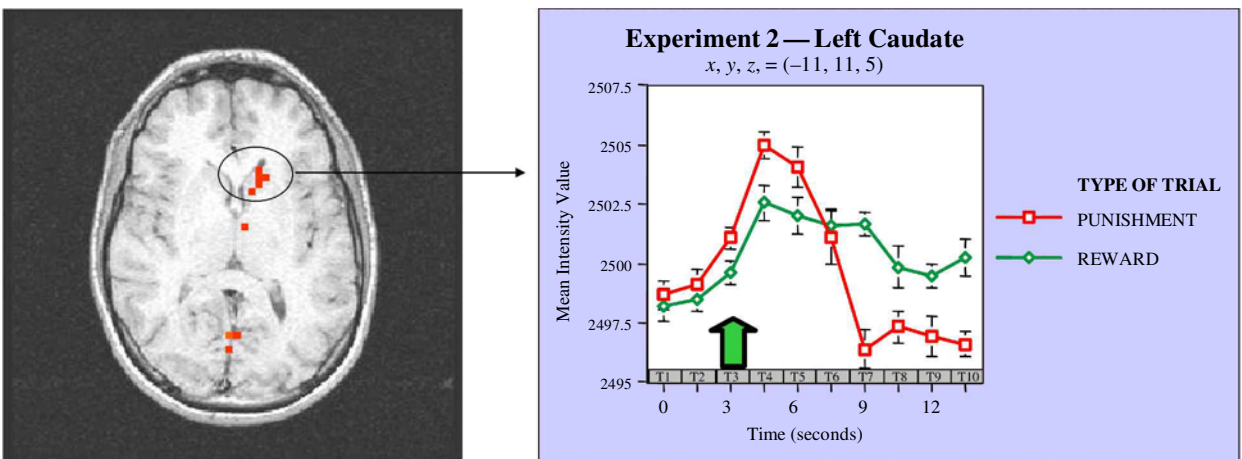 Experiment 2 — Left Caudate
x, y, z, = (–11, 11, 5)
2507.5
2505
2502.5
2500
2497.5
2495
Mean Intensity Value
T1 T2 T3 T4 T5 T6 T7 T8 T9 T10
0 3 6 9 12
Time (seconds)
TYPE OF TRIAL
PUNISHMENT
REWARD